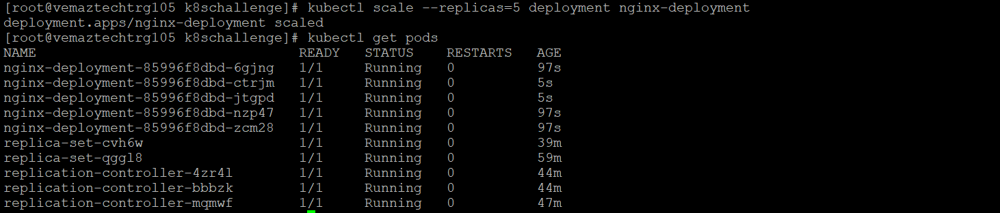 [root@vemaztechtrg105 k8schallenge]# kubectl scale --replicas=5 deployment nginx-deployment
deployment.apps/nginx-deployment scaled
[root@vemaztechtrg105 k8schallenge]# kubectl get pods
NAME READY STATUS RESTARTS AGE
nginx-deployment-85996f8dbd-6gjng 1/1 Running 0 97s
nginx-deployment-85996f8dbd-ctrjm 1/1 Running 0 5s
nginx-deployment-85996f8dbd-jtgpd 1/1 Running 0 5s
nginx-deployment-85996f8dbd-nzp47 1/1 Running 0 97s
nginx-deployment-85996f8dbd-zcm28 1/1 Running 0 97s
replica-set-cvh6w 1/1 Running 0 39m
replica-set-qggl8 1/1 Running 0 59m
replication-controller-4zr4l 1/1 Running 0 44m
replication-controller-bbbzk 1/1 Running 0 44m
replication-controller-mqmwf 1/1 Running 0 47m